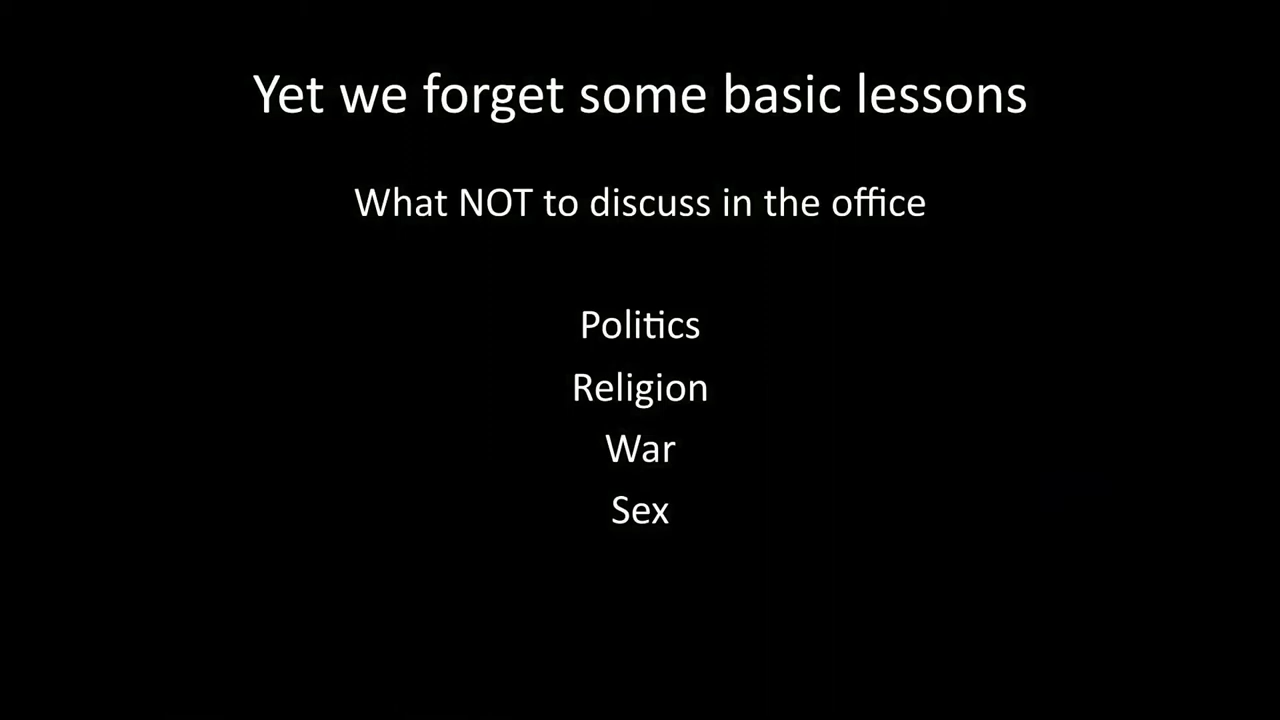 Yet we forget some basic lessons
What NOT to discuss in the office
Politics
Religion
War
Sex